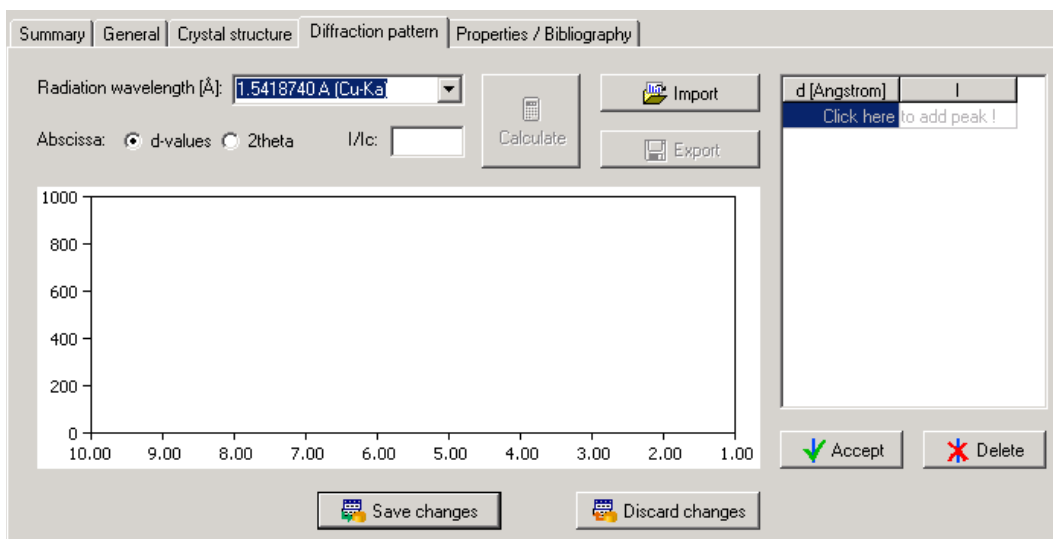 Summary General Crystal structure Diffraction pattern Properties / Bibliography
Radiation wavelength [Å]: 1.5418740 A (Cu-Ka)
Abscissa: d-values 2theta I/Ic:
Calculate
Import
Export
d [Angstrom] I
Click here to add peak !
1000
800
600
400
200
0
10.00 9.00 8.00 7.00 6.00 5.00 4.00 3.00 2.00 1.00
Accept Delete
Save changes Discard changes